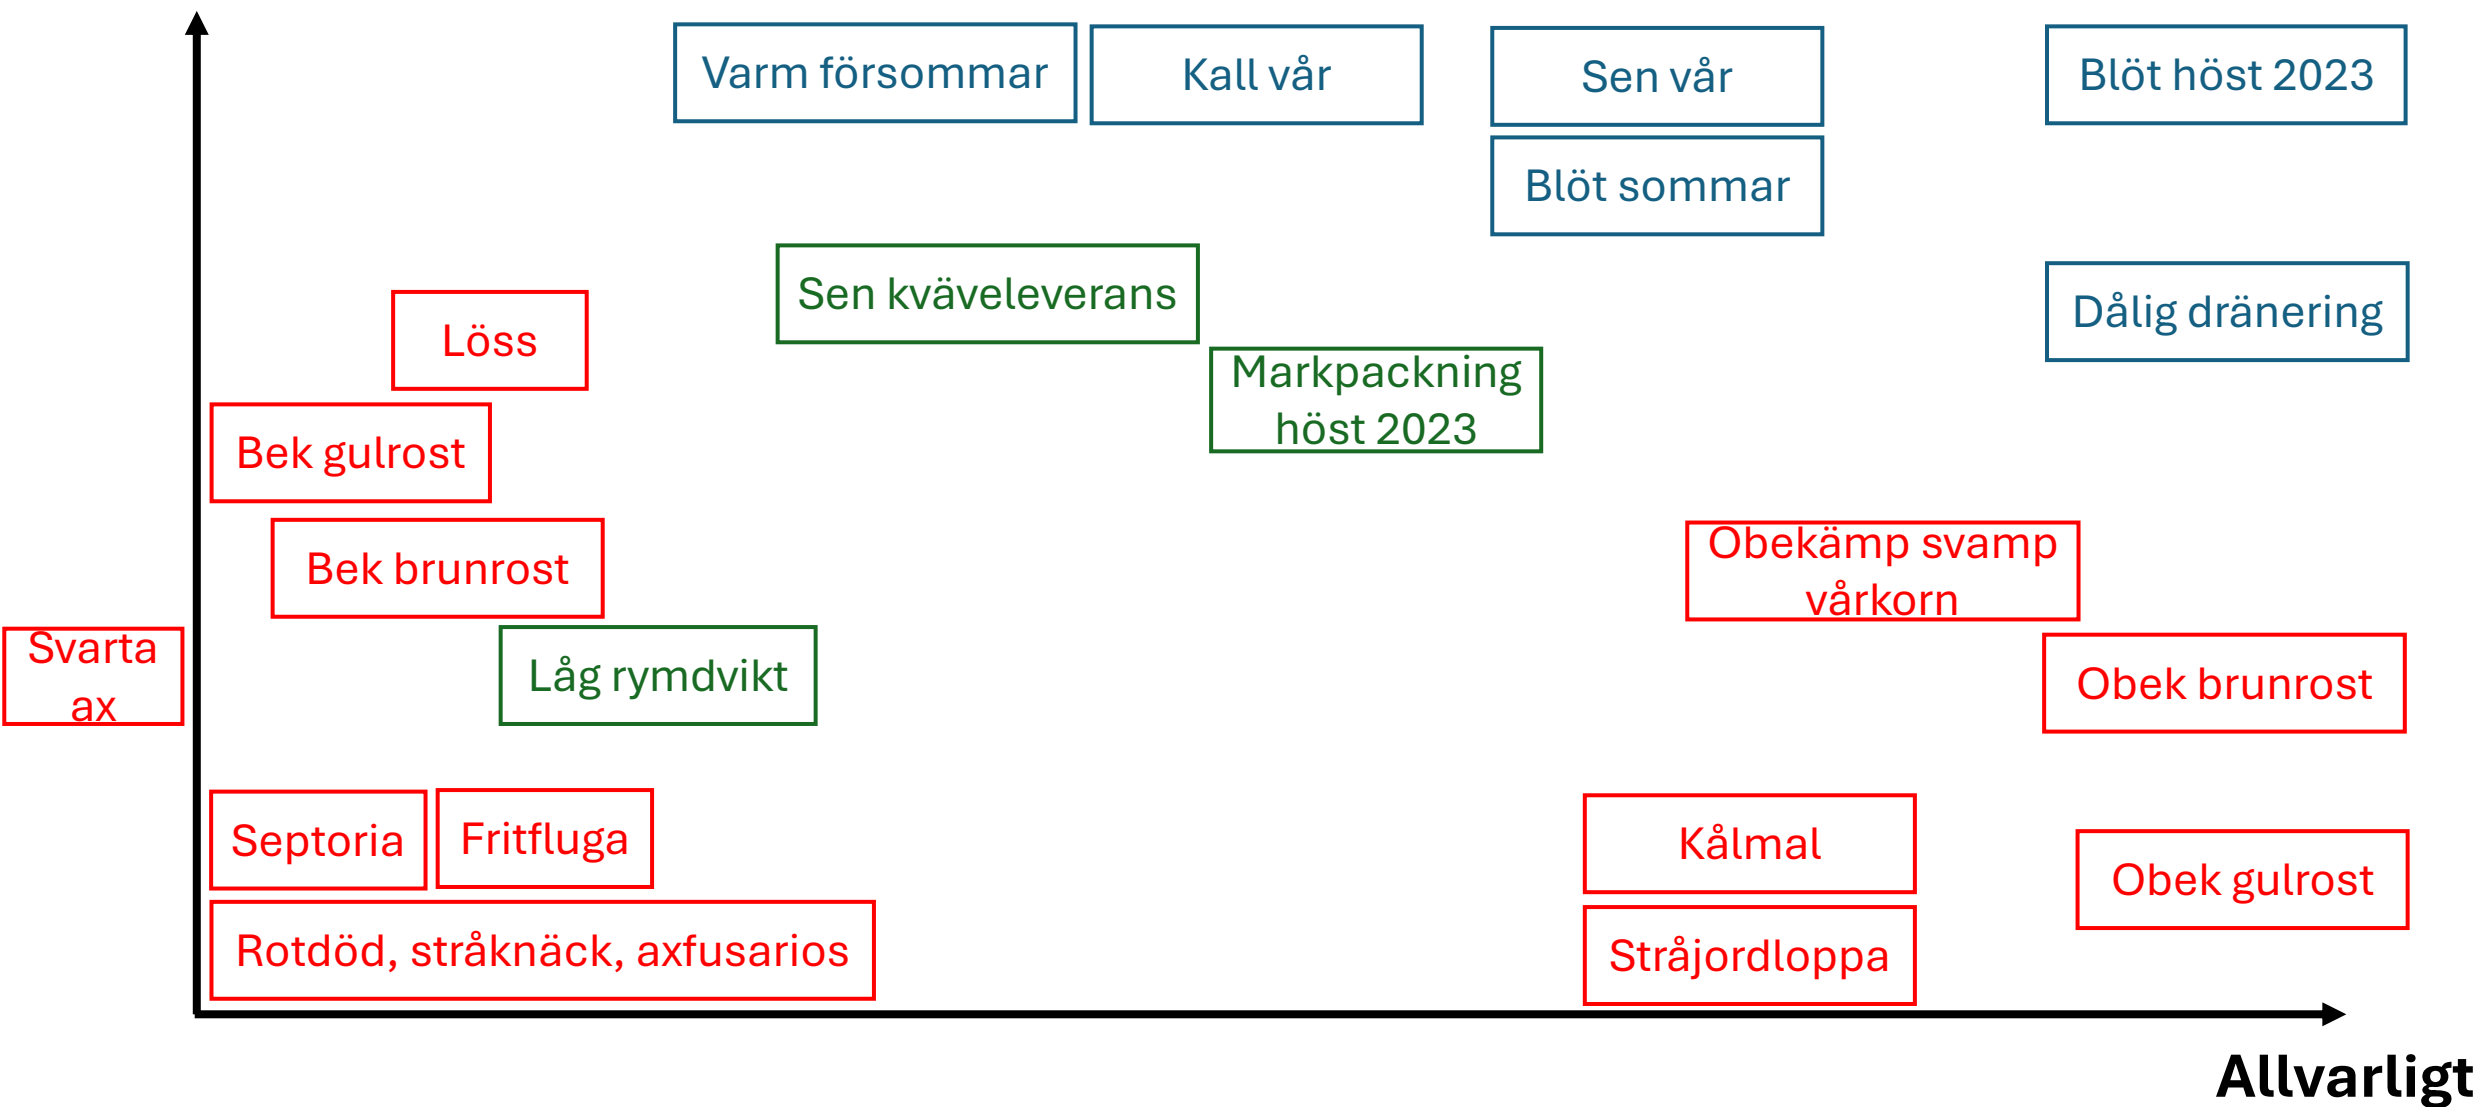 Varm försommar
Kall vår
Sen vår
Blöt höst 2023
Blöt sommar
Sen kväveleverans
Dålig dränering
Löss
Markpackning
höst 2023
Bek gulrost
Bek brunrost
Obekämp svamp
vårkorn
Svarta
ax
Låg rymdvikt
Obek brunrost
Septoria
Fritfluga
Kålmal
Obek gulrost
Rotdöd, stråknäck, axfusarios
Stråjordloppa
Allvarligt